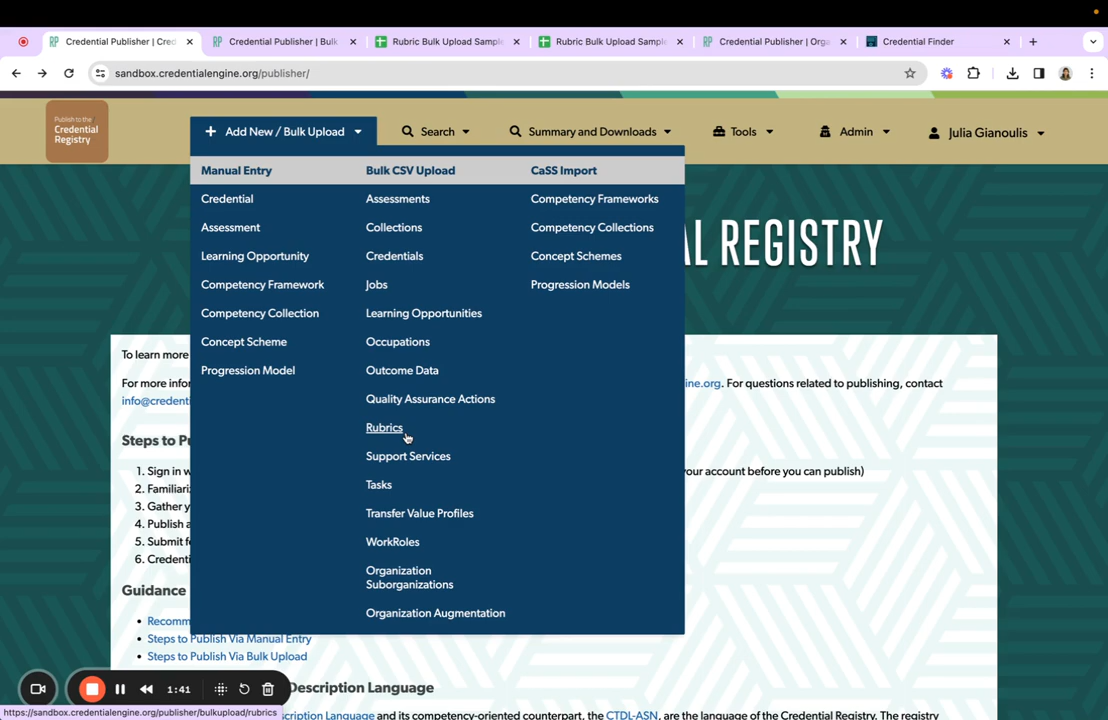 Credential Publisher | Cred
Credential Publisher | Bulk
Rubric Bulk Upload Sample
Rubric Bulk Upload Sample
Credential Publisher | Orga
Credential Finder
sandbox.credentialengine.org/publisher/
Publish to the
Credential
Registry
Add New / Bulk Upload
Search
Summary and Downloads
Tools
Admin
Julia Gianoulis
Manual Entry
Credential
Assessment
Learning Opportunity
Competency Framework
Competency Collection
Concept Scheme
Progression Model
Bulk CSV Upload
Assessments
Collections
Credentials
Jobs
Learning Opportunities
Occupations
Outcome Data
Quality Assurance Actions
Rubrics
Support Services
Tasks
Transfer Value Profiles
WorkRoles
Organization
Suborganizations
Organization Augmentation
CaSS Import
Competency Frameworks
Competency Collections
Concept Schemes
Progression Models
AL REGISTRY
To learn more
For more infor ine.org. For questions related to publishing, contact
info@credenti
Steps to Pu
1. Sign in w our account before you can publish)
2. Familiari
3. Gather y
4. Publish a
5. Submit fo
6. Credenti
Guidance
Recomm
Steps to Publish Via Manual Entry
Steps to Publish Via Bulk Upload
Description Language
1:41
https://sandbox.credentialengine.org/publisher/bulkupload/rubrics
scription Language and its competency-oriented counterpart, the CTDL-ASN, are the language of the Credential Registry. The registry